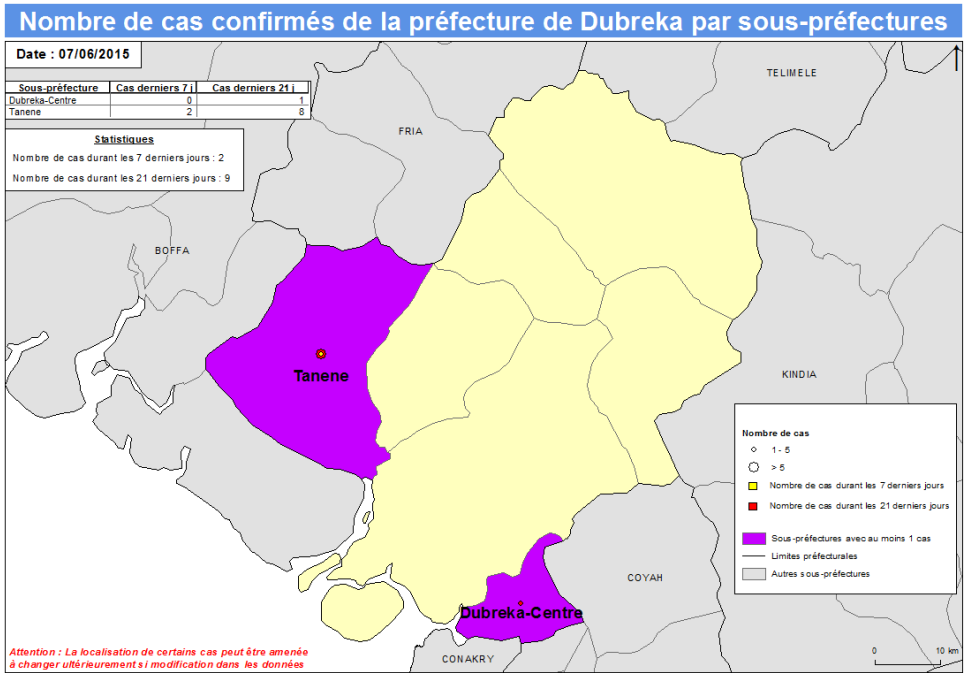 Nombre de cas confirmés de la préfecture de Dubreka par sous-préfectures
Date : 07/06/2015
Sous-préfecture Cas derniers 7 j Cas derniers 21 j
Dubreka-Centre 0 1
Tanene 2 8
Statistiques
Nombre de cas durant les 7 derniers jours : 2
Nombre de cas durant les 21 derniers jours : 9
TELIMELE
FRIA
BOFFA
Tanene
KINDIA
Nombre de cas
1 - 5
> 5
Nombre de cas durant les 7 derniers jours
Nombre de cas durant les 21 derniers jours
Sous-préfectures avec au moins 1 cas
Limites préfecturales
Autres sous-préfectures
COYAH
Dubreka-Centre
CONAKRY
Attention : La localisation de certains cas peut être amenée
à changer ultérieurement si modification dans les données
0 10 km